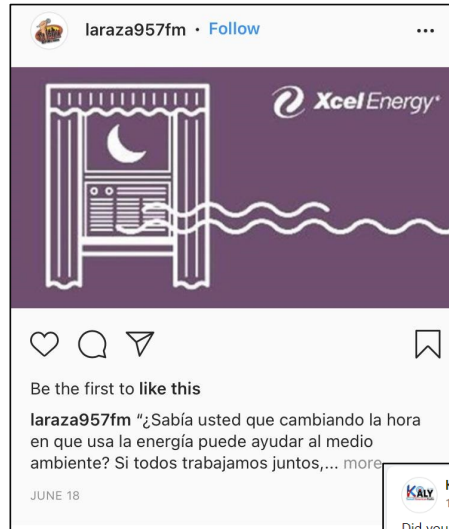 laraza957fm • Follow
Xcel Energy
Be the first to like this
laraza957fm "¿Sabía usted que cambiando la hora
en que usa la energía puede ayudar al medio
ambiente? Si todos trabajamos juntos,... more
JUNE 18
KALY
Did you